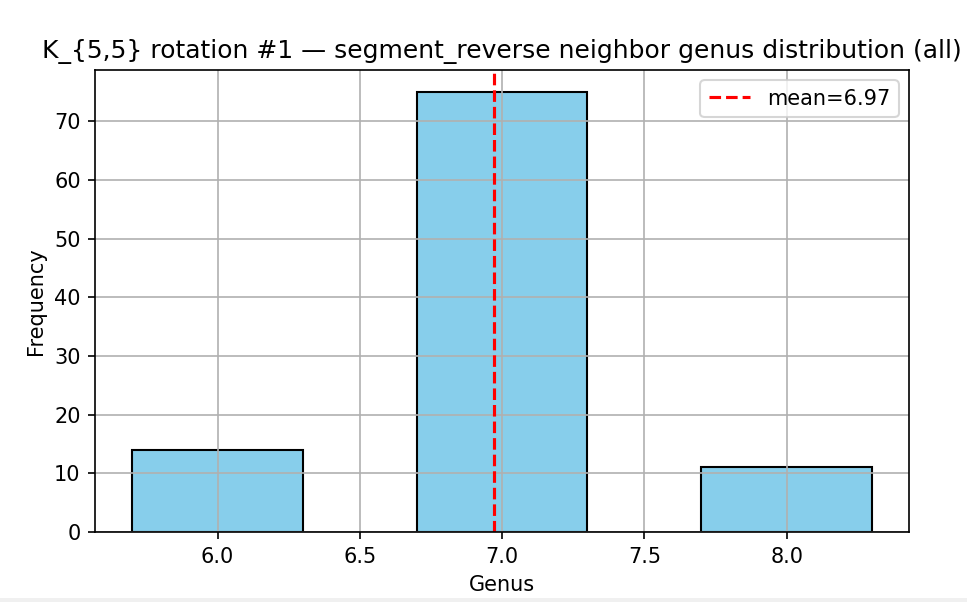 K_{5,5} rotation #1 — segment_reverse neighbor genus distribution (all)
mean=6.97
Frequency
70
60
50
40
30
20
10
0
6.0 6.5 7.0 7.5 8.0
Genus